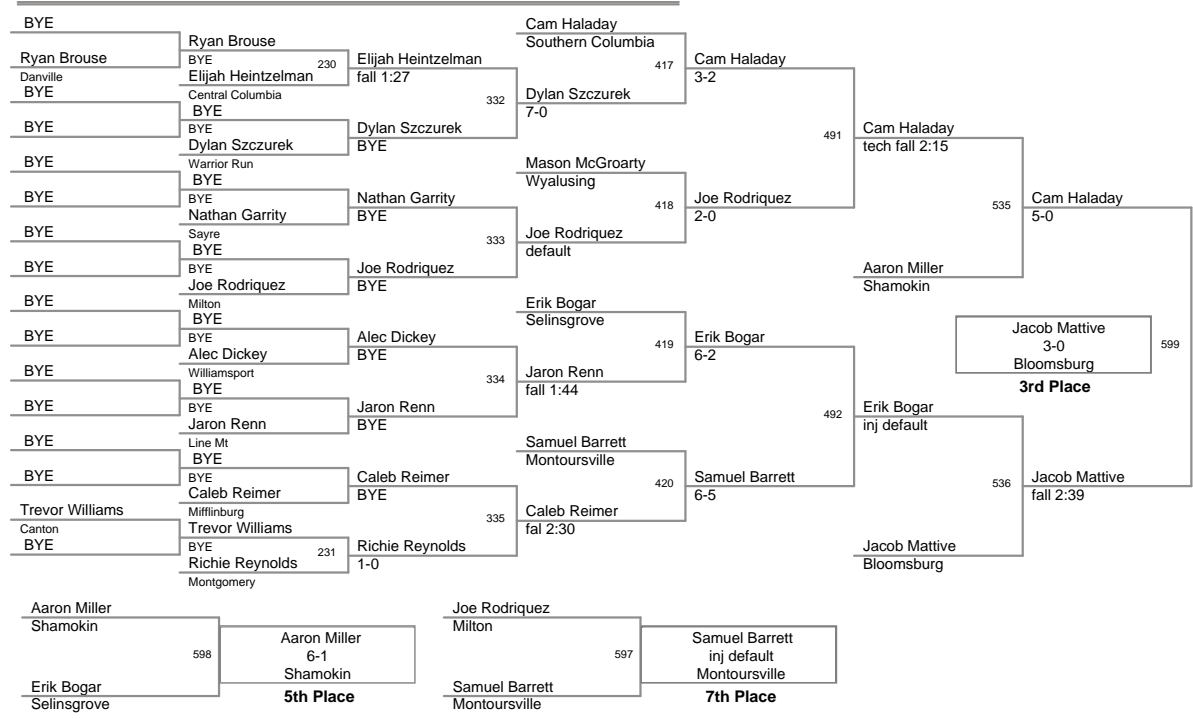 BYE
Ryan Brouse
Danville
BYE
BYE
BYE
BYE
BYE
BYE
BYE
BYE
BYE
BYE
BYE
BYE
Trevor Williams
Canton
BYE
Ryan Brouse
BYE
230
Elijah Heintzelman
Central Columbia
BYE
BYE
Dylan Szczurek
Warrior Run
BYE
BYE
Nathan Garrity
Sayre
BYE
BYE
Joe Rodriquez
Milton
BYE
BYE
Alec Dickey
Williamsport
BYE
BYE
Jaron Renn
Line Mt
BYE
BYE
Caleb Reimer
Mifflinburg
Trevor Williams
BYE
231
Richie Reynolds
Montgomery
Elijah Heintzelman
fall 1:27
332
Dylan Szczurek
BYE
Nathan Garrity
BYE
333
Joe Rodriquez
BYE
Alec Dickey
BYE
334
Jaron Renn
BYE
Caleb Reimer
BYE
335
Richie Reynolds
1-0
Cam Haladay
Southern Columbia
417
Dylan Szczurek
7-0
Mason McGroarty
Wyalusing
418
Joe Rodriquez
default
Erik Bogar
Selinsgrove
419
Jaron Renn
fall 1:44
Samuel Barrett
Montoursville
420
Caleb Reimer
fal 2:30
Cam Haladay
3-2
491
Joe Rodriquez
2-0
Erik Bogar
6-2
492
Samuel Barrett
6-5
Cam Haladay
tech fall 2:15
535
Aaron Miller
Shamokin
Erik Bogar
inj default
536
Jacob Mattive
Bloomsburg
Cam Haladay
5-0
Jacob Mattive
3-0
Bloomsburg
599
3rd Place
Jacob Mattive
fall 2:39
Aaron Miller
Shamokin
598
Erik Bogar
Selinsgrove
Aaron Miller
6-1
Shamokin
5th Place
Joe Rodriquez
Milton
597
Samuel Barrett
Montoursville
Samuel Barrett
inj default
Montoursville
7th Place